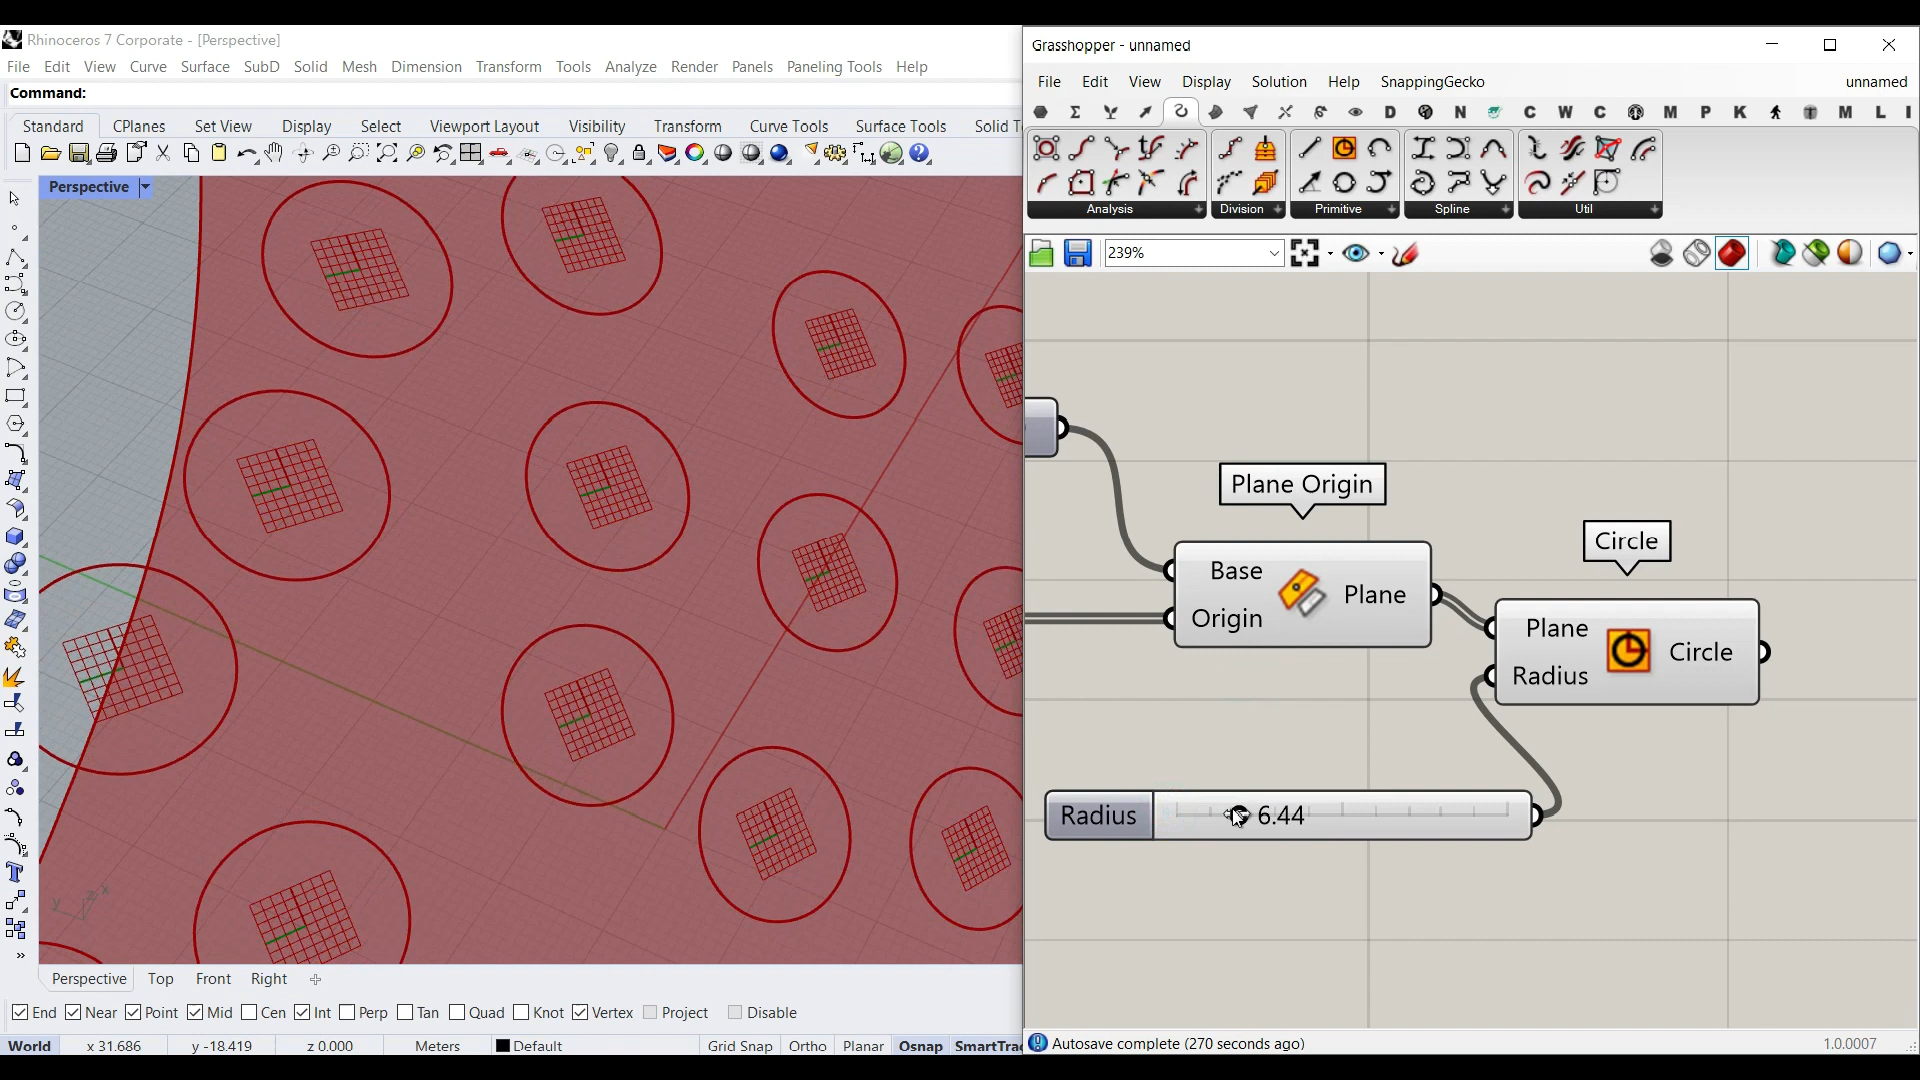 Rhinoceros 7 Corporate - [Perspective]
File Edit View Curve Surface SubD Solid Mesh Dimension Transform Tools Analyze Render Panels Paneling Tools Help
Command:
Standard CPlanes Set View Display Select Viewport Layout Visibility Transform Curve Tools Surface Tools Solid T
Perspective
y z x
Perspective Top Front Right
End Near Point Mid Cen Int Perp Tan Quad Knot Vertex Project Disable
World x 31.686 y -18.419 z 0.000 Meters Default Grid Snap Ortho Planar Osnap SmartTrac
Grasshopper - unnamed
File Edit View Display Solution Help SnappingGecko unnamed
D N C W C M P K M L I
Analysis Division Primitive Spline Util
239%
Plane Origin
Base
Origin
Plane
Circle
Plane
Radius
Circle
Radius 6.44
Autosave complete (270 seconds ago) 1.0.0007